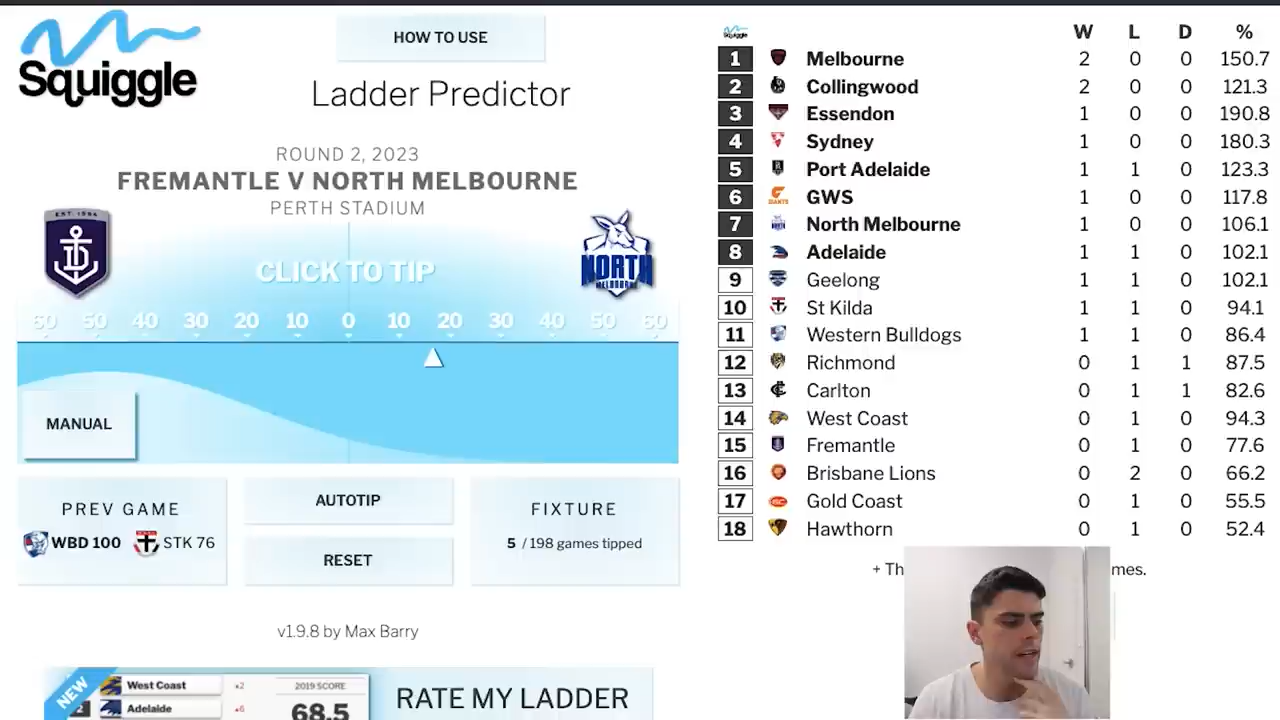 Squiggle
HOW TO USE
Ladder Predictor
ROUND 2, 2023
FREMANTLE V NORTH MELBOURNE
PERTH STADIUM
EST. 1994
NORTH
MELBOURNE
CLICK TO TIP
60 50 40 30 20 10 0 10 20 30 40 50 60
MANUAL
PREV GAME
WBD 100 STK 76
AUTOTIP
RESET
FIXTURE
5 / 198 games tipped
v1.9.8 by Max Barry
NEW
West Coast ×2
2 Adelaide ×6
2019 SCORE
68.5
RATE MY LADDER
Squiggle W L D %
1 Melbourne 2 0 0 150.7
2 Collingwood 2 0 0 121.3
3 Essendon 1 0 0 190.8
4 Sydney 1 0 0 180.3
5 Port Adelaide 1 1 0 123.3
6 GWS 1 0 0 117.8
7 North Melbourne 1 0 0 106.1
8 Adelaide 1 1 0 102.1
9 Geelong 1 1 0 102.1
10 St Kilda 1 1 0 94.1
11 Western Bulldogs 1 1 0 86.4
12 Richmond 0 1 1 87.5
13 Carlton 0 1 1 82.6
14 West Coast 0 1 0 94.3
15 Fremantle 0 1 0 77.6
16 Brisbane Lions 0 2 0 66.2
17 Gold Coast 0 1 0 55.5
18 Hawthorn 0 1 0 52.4
+ Th mes.